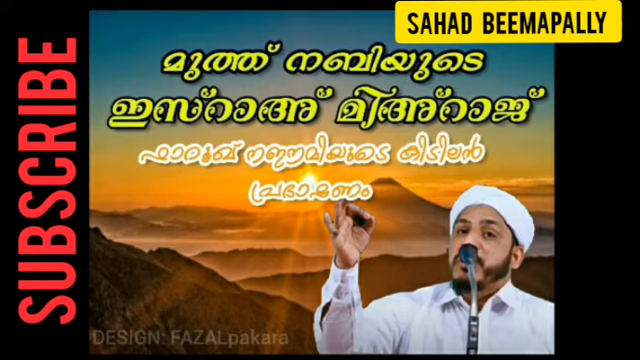 SAHAD BEEMAPALLY
SUBSCRIBE
മുത്ത് നബിയുടെ
ഇസ്റാഅ് മിഅ്റാജ്
ഫാറൂഖ് നഈമിയുടെ കിടിലൻ
പ്രഭാഷണം
DESIGN: FAZALpakara